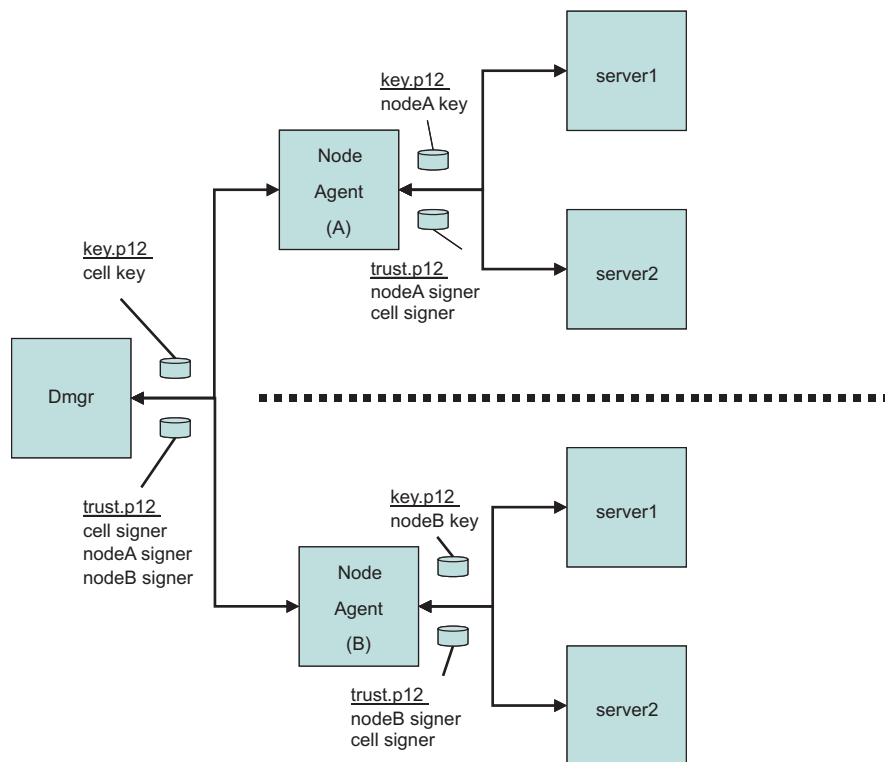 server1
key.p12
nodeA key
Node
Agent
(A)
trust.p12
nodeA signer
cell signer
server2
key.p12
cell key
Dmgr
trust.p12
cell signer
nodeA signer
nodeB signer
key.p12
nodeB key
server1
Node
Agent
(B)
trust.p12
nodeB signer
cell signer
server2